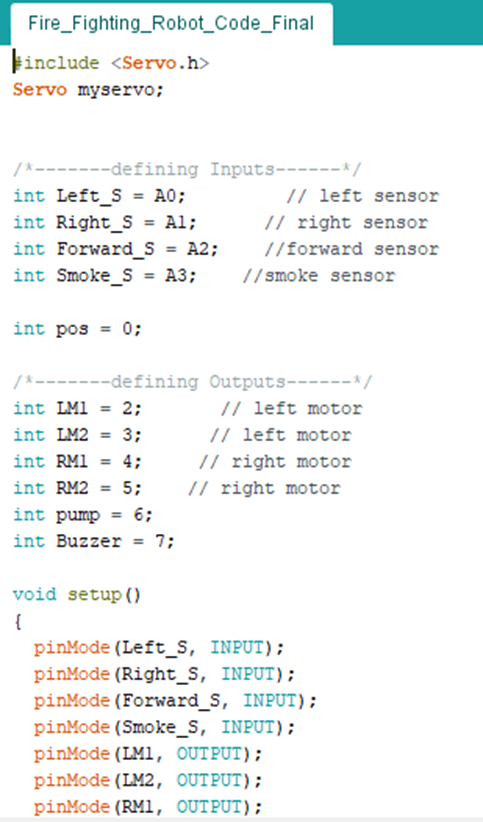 Fire_Fighting_Robot_Code_Final
#include <Servo.h>
Servo myservo;
/*-------defining Inputs------*/
int Left_S = A0;         // left sensor
int Right_S = A1;      // right sensor
int Forward_S = A2;    //forward sensor
int Smoke_S = A3;    //smoke sensor
int pos = 0;
/*-------defining Outputs------*/
int LM1 = 2;       // left motor
int LM2 = 3;      // left motor
int RM1 = 4;     // right motor
int RM2 = 5;    // right motor
int pump = 6;
int Buzzer = 7;
void setup()
{
  pinMode(Left_S, INPUT);
  pinMode(Right_S, INPUT);
  pinMode(Forward_S, INPUT);
  pinMode(Smoke_S, INPUT);
  pinMode(LM1, OUTPUT);
  pinMode(LM2, OUTPUT);
  pinMode(RM1, OUTPUT);